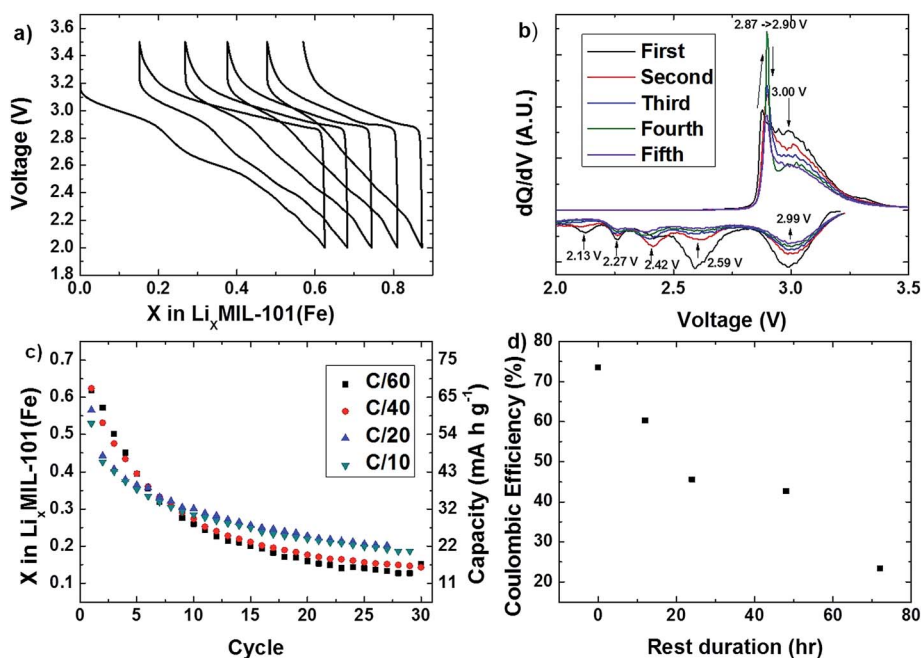 a)
3.6
3.4
3.2
3.0
2.8
2.6
2.4
2.2
2.0
1.8
Voltage (V)
0.0 0.2 0.4 0.6 0.8
X in LiXMIL-101(Fe)
b)
2.87 ->2.90 V
First
Second
Third
Fourth
Fifth
3.00 V
2.99 V
2.13 V
2.27 V
2.42 V
2.59 V
dQ/dV (A.U.)
2.0 2.5 3.0 3.5
Voltage (V)
c)
0.7
0.6
0.5
0.4
0.3
0.2
0.1
X in LiXMIL-101(Fe)
C/60
C/40
C/20
C/10
75
65
54
43
32
22
11
Capacity (mA h g-1)
0 5 10 15 20 25 30
Cycle
d)
80
70
60
50
40
30
20
Coulombic Efficiency (%)
0 20 40 60 80
Rest duration (hr)